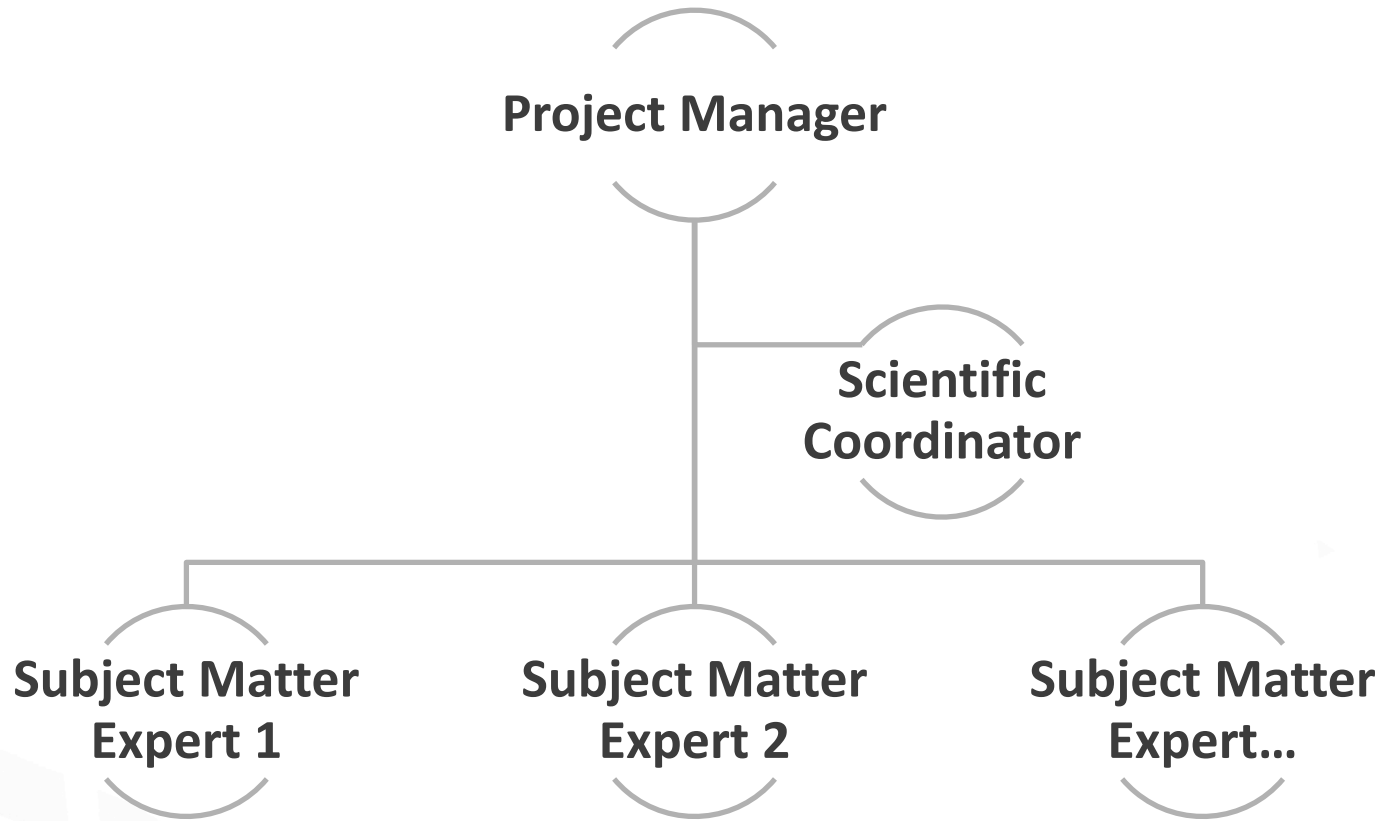 Project Manager
Scientific
Coordinator
Subject Matter
Expert 1
Subject Matter
Expert 2
Subject Matter
Expert…